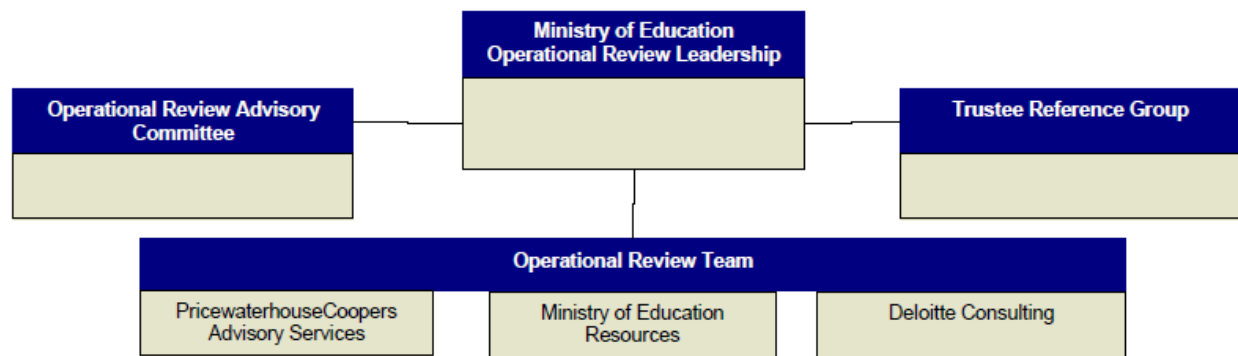 Ministry of Education
Operational Review Leadership
Operational Review Advisory
Committee
Trustee Reference Group
Operational Review Team
PricewaterhouseCoopers
Advisory Services
Ministry of Education
Resources
Deloitte Consulting